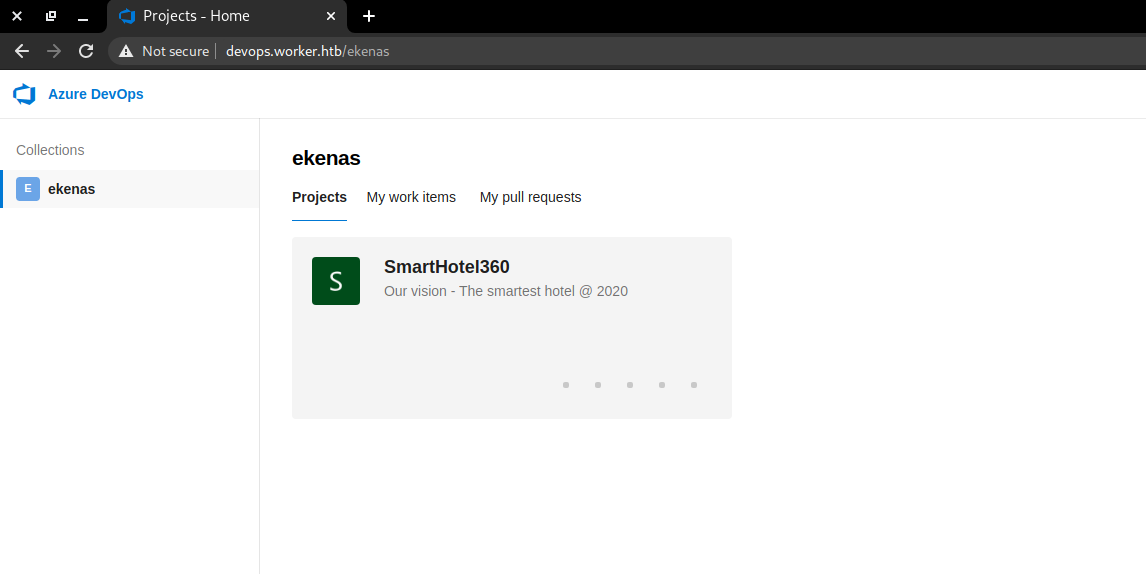 Projects - Home
Not secure devops.worker.htb/ekenas
Azure DevOps
Collections
E ekenas
ekenas
Projects My work items My pull requests
S
SmartHotel360
Our vision - The smartest hotel @ 2020